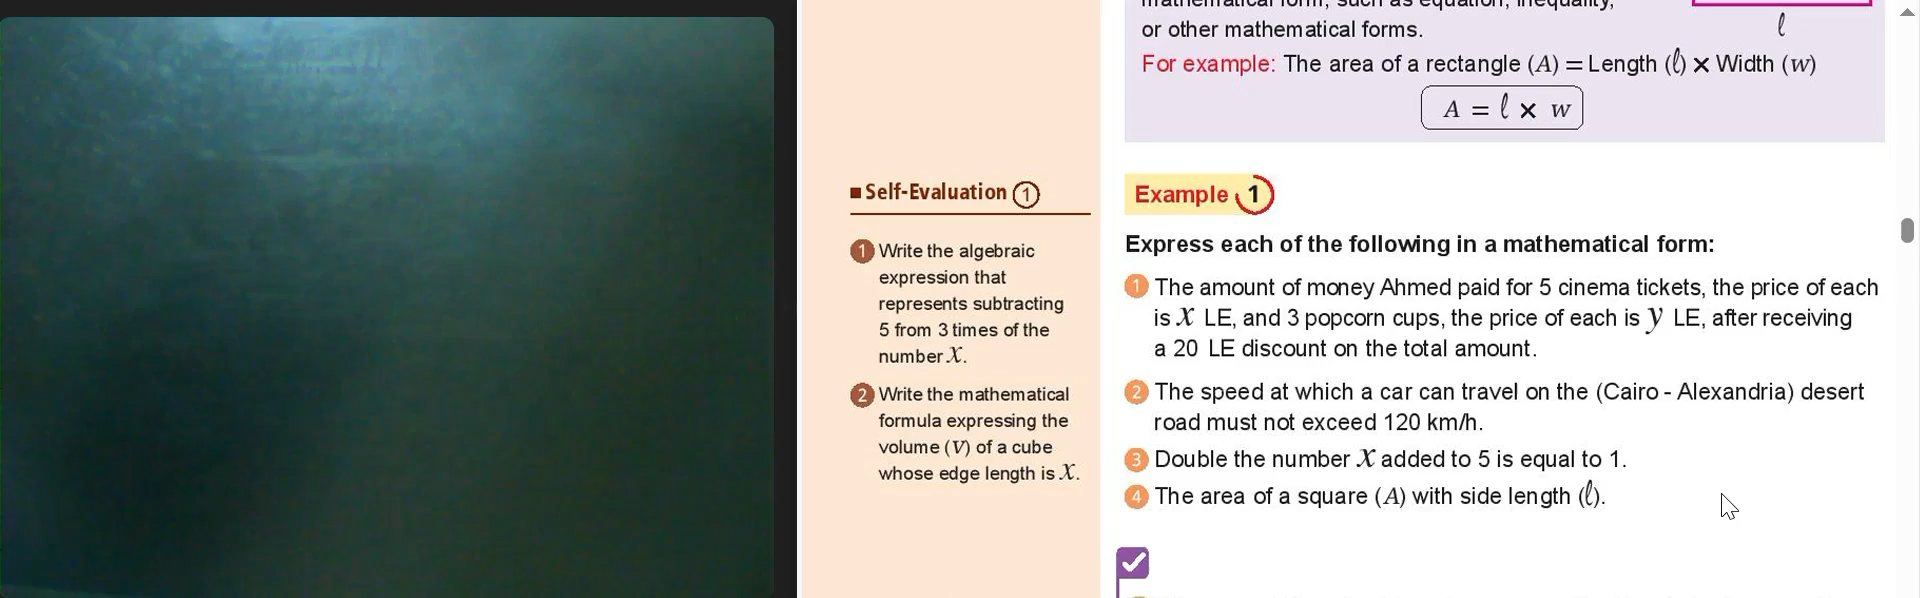 or other mathematical forms.
ℓ
For example: The area of a rectangle (A) = Length (ℓ) × Width (w)
A = ℓ × w
■ Self-Evaluation 1
1 Write the algebraic
expression that
represents subtracting
5 from 3 times of the
number x.
2 Write the mathematical
formula expressing the
volume (V) of a cube
whose edge length is x.
Example 1
Express each of the following in a mathematical form:
1 The amount of money Ahmed paid for 5 cinema tickets, the price of each
is x LE, and 3 popcorn cups, the price of each is y LE, after receiving
a 20 LE discount on the total amount.
2 The speed at which a car can travel on the (Cairo - Alexandria) desert
road must not exceed 120 km/h.
3 Double the number x added to 5 is equal to 1.
4 The area of a square (A) with side length (ℓ).